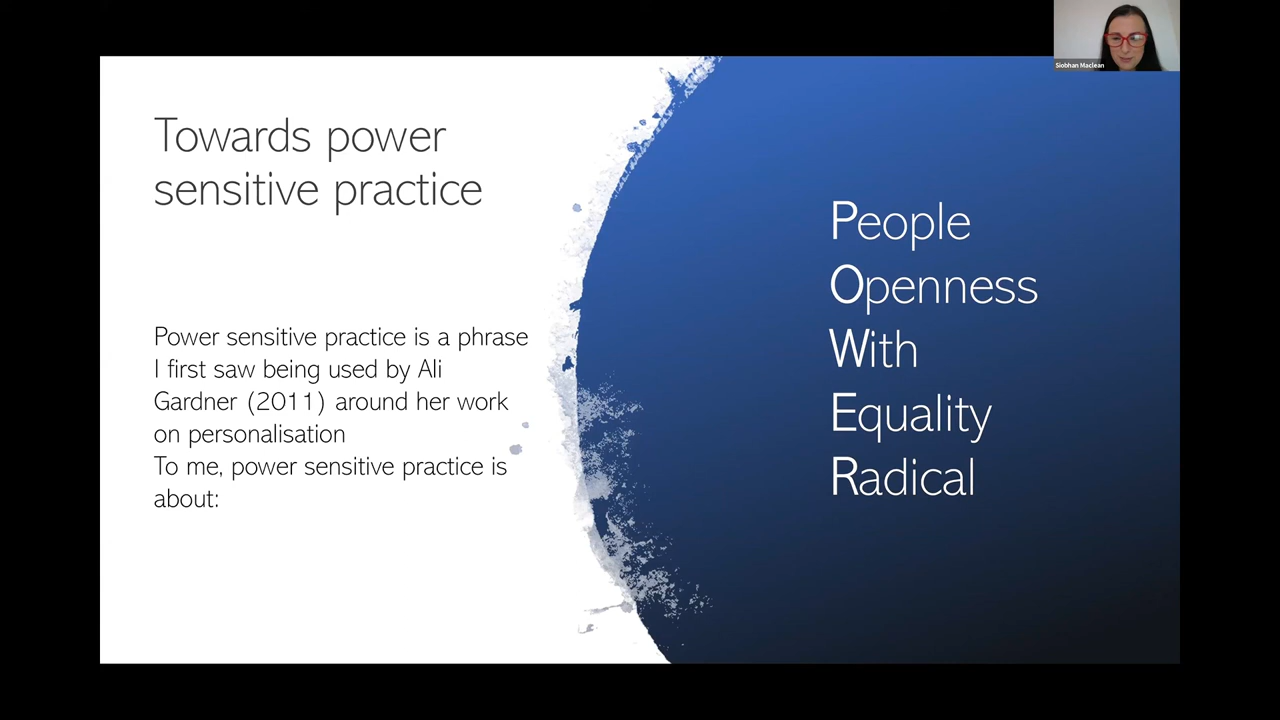 Siobhan Maclean
Towards power
sensitive practice
Power sensitive practice is a phrase
I first saw being used by Ali
Gardner (2011) around her work
on personalisation
To me, power sensitive practice is
about:
People
Openness
With
Equality
Radical